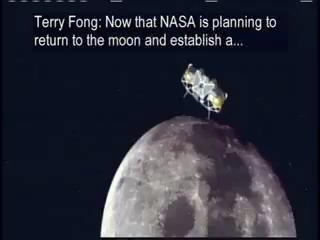 Terry Fong: Now that NASA is planning to
return to the moon and establish a...